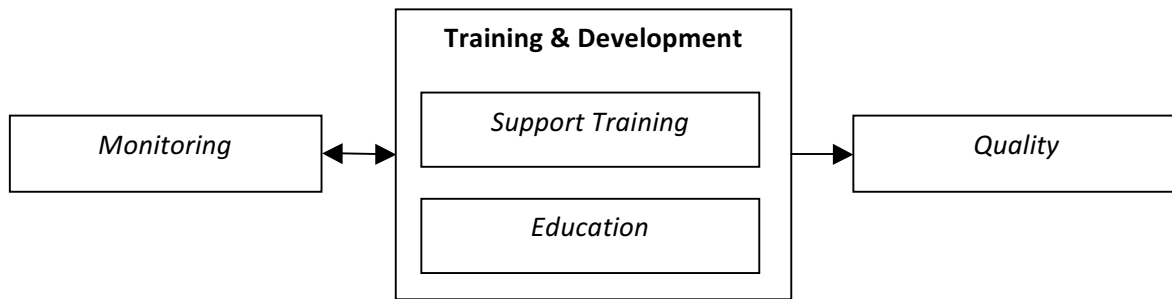 Training & Development
Support Training
Monitoring
Quality
Education